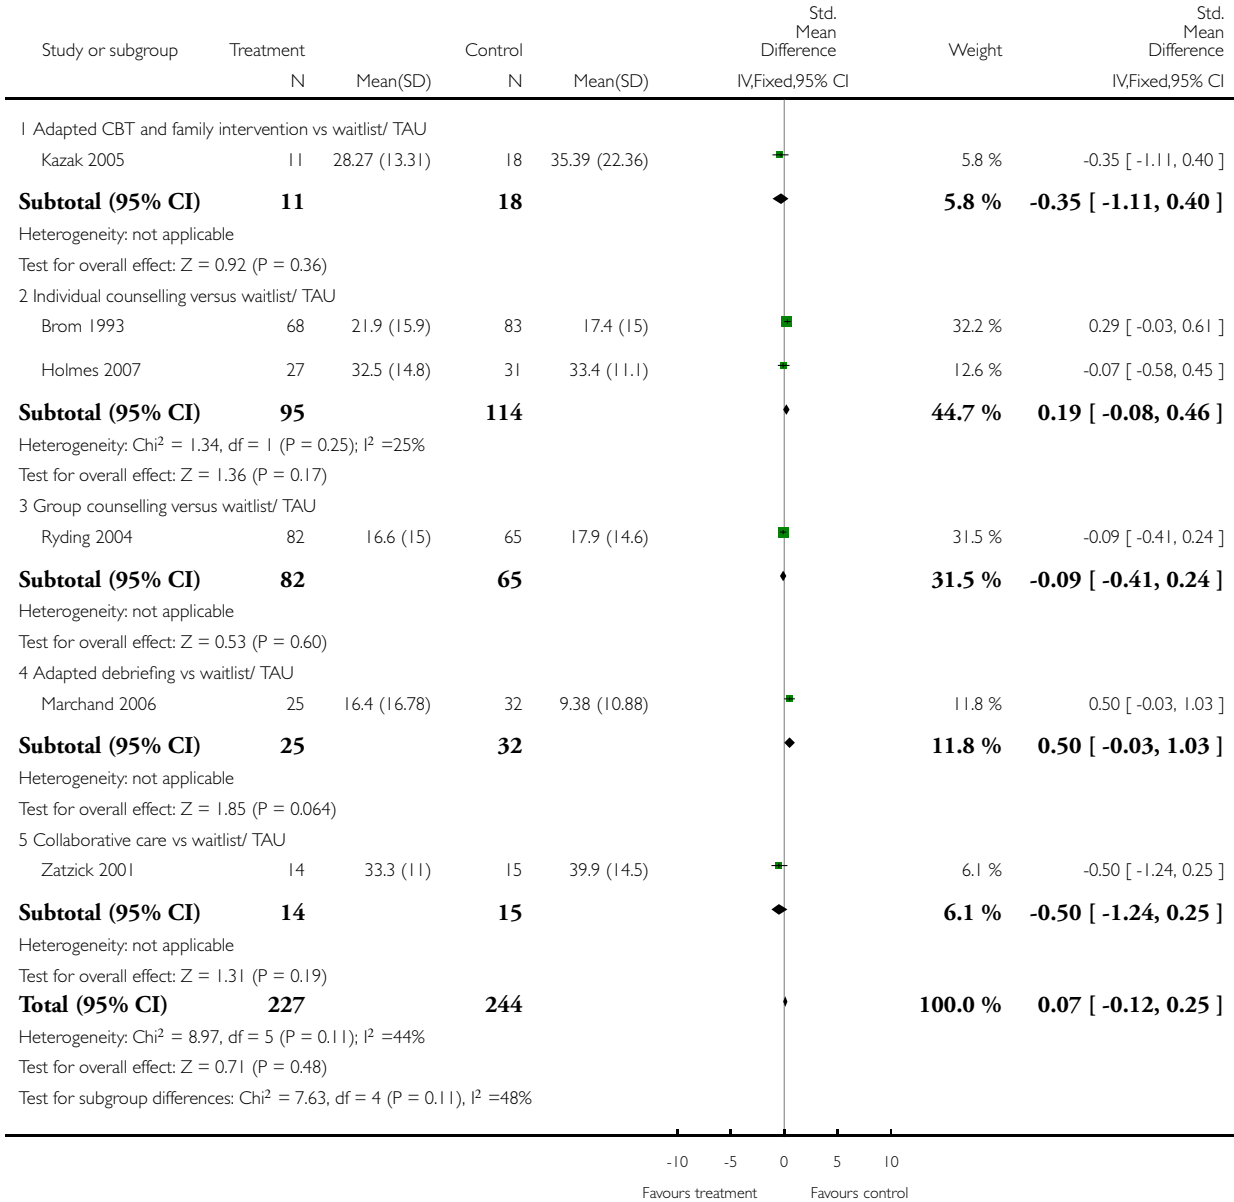 Study or subgroup Treatment Control Std. Mean Difference Weight Std. Mean Difference
N Mean(SD) N Mean(SD) IV,Fixed,95% CI IV,Fixed,95% CI
1 Adapted CBT and family intervention vs waitlist/ TAU
Kazak 2005 11 28.27 (13.31) 18 35.39 (22.36) 5.8 % -0.35 [ -1.11, 0.40 ]
Subtotal (95% CI) 11 18 5.8 % -0.35 [ -1.11, 0.40 ]
Heterogeneity: not applicable
Test for overall effect: Z = 0.92 (P = 0.36)
2 Individual counselling versus waitlist/ TAU
Brom 1993 68 21.9 (15.9) 83 17.4 (15) 32.2 % 0.29 [ -0.03, 0.61 ]
Holmes 2007 27 32.5 (14.8) 31 33.4 (11.1) 12.6 % -0.07 [ -0.58, 0.45 ]
Subtotal (95% CI) 95 114 44.7 % 0.19 [ -0.08, 0.46 ]
Heterogeneity: Chi² = 1.34, df = 1 (P = 0.25); I² =25%
Test for overall effect: Z = 1.36 (P = 0.17)
3 Group counselling versus waitlist/ TAU
Ryding 2004 82 16.6 (15) 65 17.9 (14.6) 31.5 % -0.09 [ -0.41, 0.24 ]
Subtotal (95% CI) 82 65 31.5 % -0.09 [ -0.41, 0.24 ]
Heterogeneity: not applicable
Test for overall effect: Z = 0.53 (P = 0.60)
4 Adapted debriefing vs waitlist/ TAU
Marchand 2006 25 16.4 (16.78) 32 9.38 (10.88) 11.8 % 0.50 [ -0.03, 1.03 ]
Subtotal (95% CI) 25 32 11.8 % 0.50 [ -0.03, 1.03 ]
Heterogeneity: not applicable
Test for overall effect: Z = 1.85 (P = 0.064)
5 Collaborative care vs waitlist/ TAU
Zatzick 2001 14 33.3 (11) 15 39.9 (14.5) 6.1 % -0.50 [ -1.24, 0.25 ]
Subtotal (95% CI) 14 15 6.1 % -0.50 [ -1.24, 0.25 ]
Heterogeneity: not applicable
Test for overall effect: Z = 1.31 (P = 0.19)
Total (95% CI) 227 244 100.0 % 0.07 [ -0.12, 0.25 ]
Heterogeneity: Chi² = 8.97, df = 5 (P = 0.11); I² =44%
Test for overall effect: Z = 0.71 (P = 0.48)
Test for subgroup differences: Chi² = 7.63, df = 4 (P = 0.11), I² =48%
-10 -5 0 5 10
Favours treatment Favours control